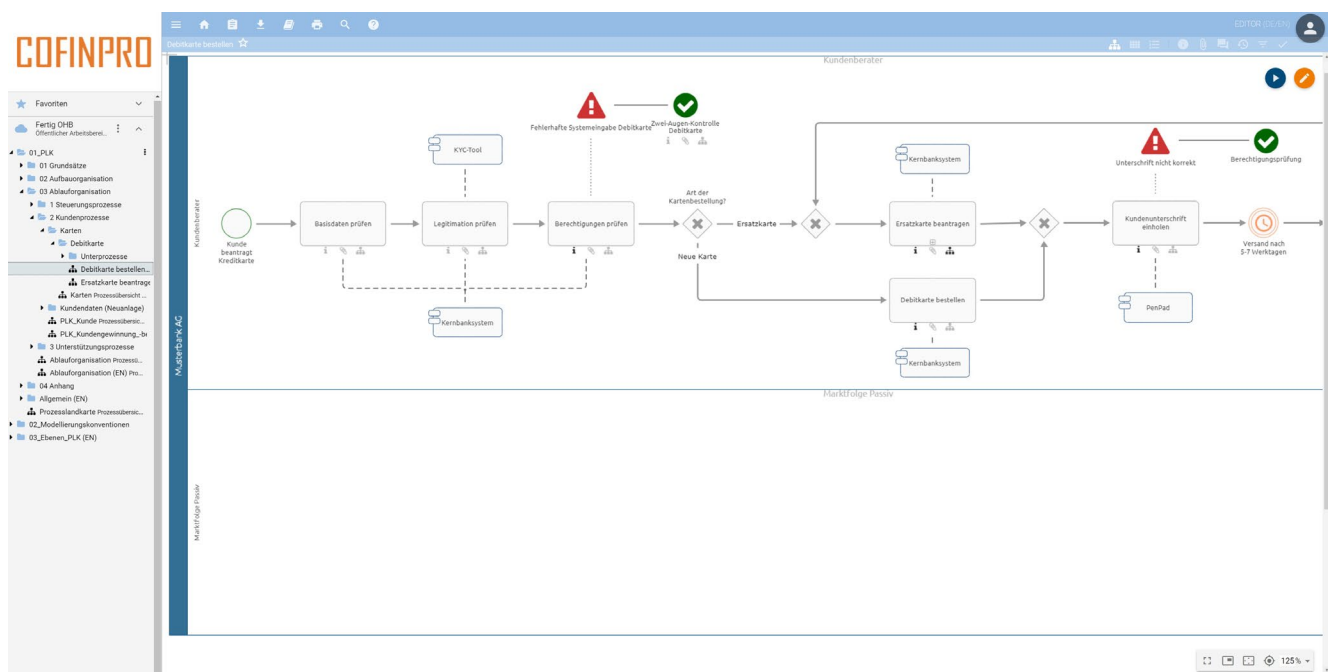 COFINPRO
EDITOR (DE/EN)
Debitkarte bestellen
Favoriten
Fertig OHB
Öffentlicher Arbeitsberei...
01_PLK
01 Grundsätze
02 Aufbauorganisation
03 Ablauforganisation
1 Steuerungsprozesse
2 Kundenprozesse
Karten
Debitkarte
Unterprozesse
Debitkarte bestellen...
Ersatzkarte beantrage
Karten Prozessübersicht ...
Kundendaten (Neuanlage)
PLK_Kunde Prozessübersic...
PLK_Kundengewinnung_-be
3 Unterstützungsprozesse
Ablauforganisation Prozessü...
Ablauforganisation (EN) Pro...
04 Anhang
Allgemein (EN)
Prozesslandkarte Prozessübersic...
02_Modellierungskonventionen
03_Ebenen_PLK (EN)
Musterbank AG
Kundenberater
Kundenberater
Fehlerhafte Systemeingabe Debitkarte
Zwei-Augen-Kontrolle
Debitkarte
KYC-Tool
Kernbanksystem
Unterschrift nicht korrekt
Berechtigungsprüfung
Kunde
beantragt
Kreditkarte
Basisdaten prüfen
Legitimation prüfen
Berechtigungen prüfen
Art der
Kartenbestellung?
Ersatzkarte
Neue Karte
Ersatzkarte beantragen
Kundenunterschrift
einholen
Versand nach
5-7 Werktagen
Debitkarte bestellen
Kernbanksystem
PenPad
Kernbanksystem
Marktfolge Passiv
Marktfolge Passiv
125%